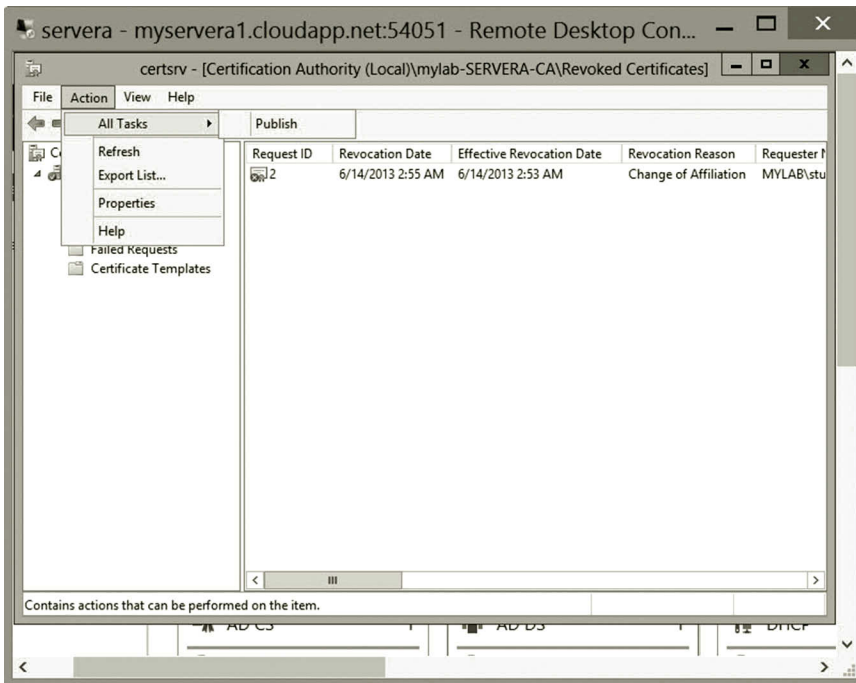 servera - myservera1.cloudapp.net:54051 - Remote Desktop Con...
certsrv - [Certification Authority (Local)\mylab-SERVERA-CA\Revoked Certificates]
File Action View Help
All Tasks
Publish
Refresh
Export List...
Properties
Help
Failed Requests
Certificate Templates
Request ID Revocation Date Effective Revocation Date Revocation Reason Requester
2 6/14/2013 2:55 AM 6/14/2013 2:53 AM Change of Affiliation MYLAB\stu
Contains actions that can be performed on the item.
AD CS AD DS DHCP